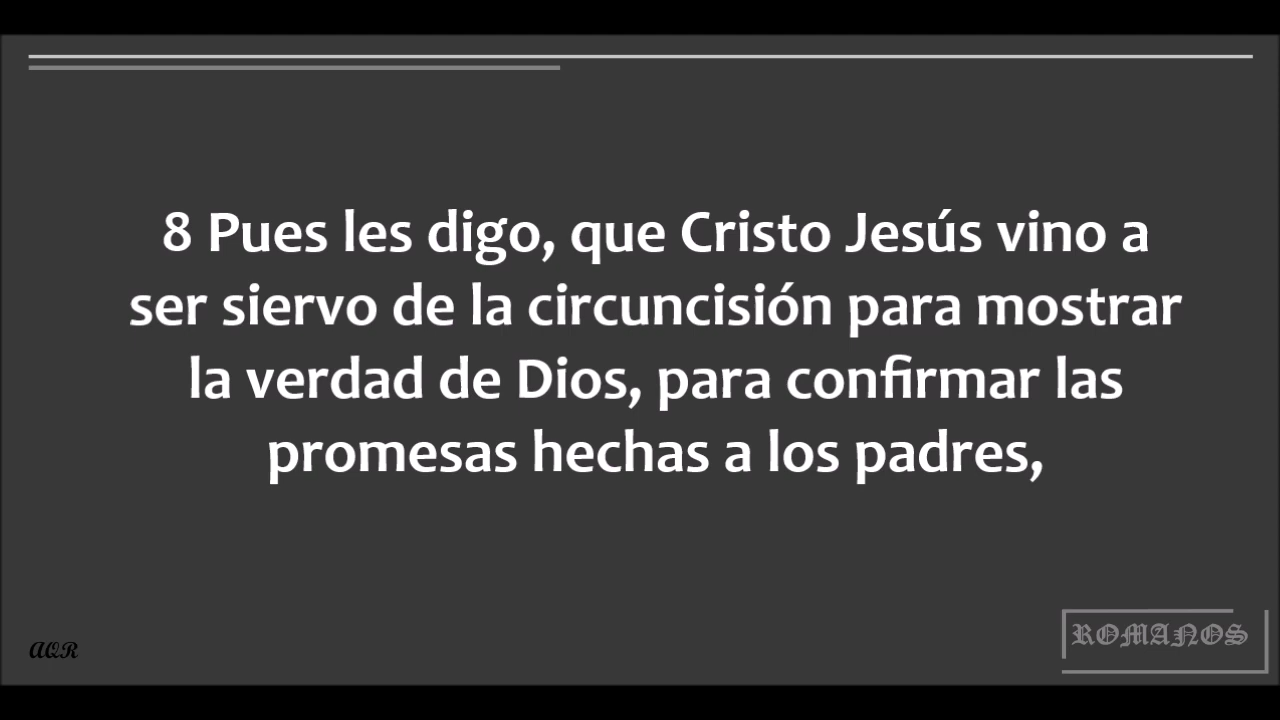 8 Pues les digo, que Cristo Jesús vino a
ser siervo de la circuncisión para mostrar
la verdad de Dios, para confirmar las
promesas hechas a los padres,
AQR
ROMANOS